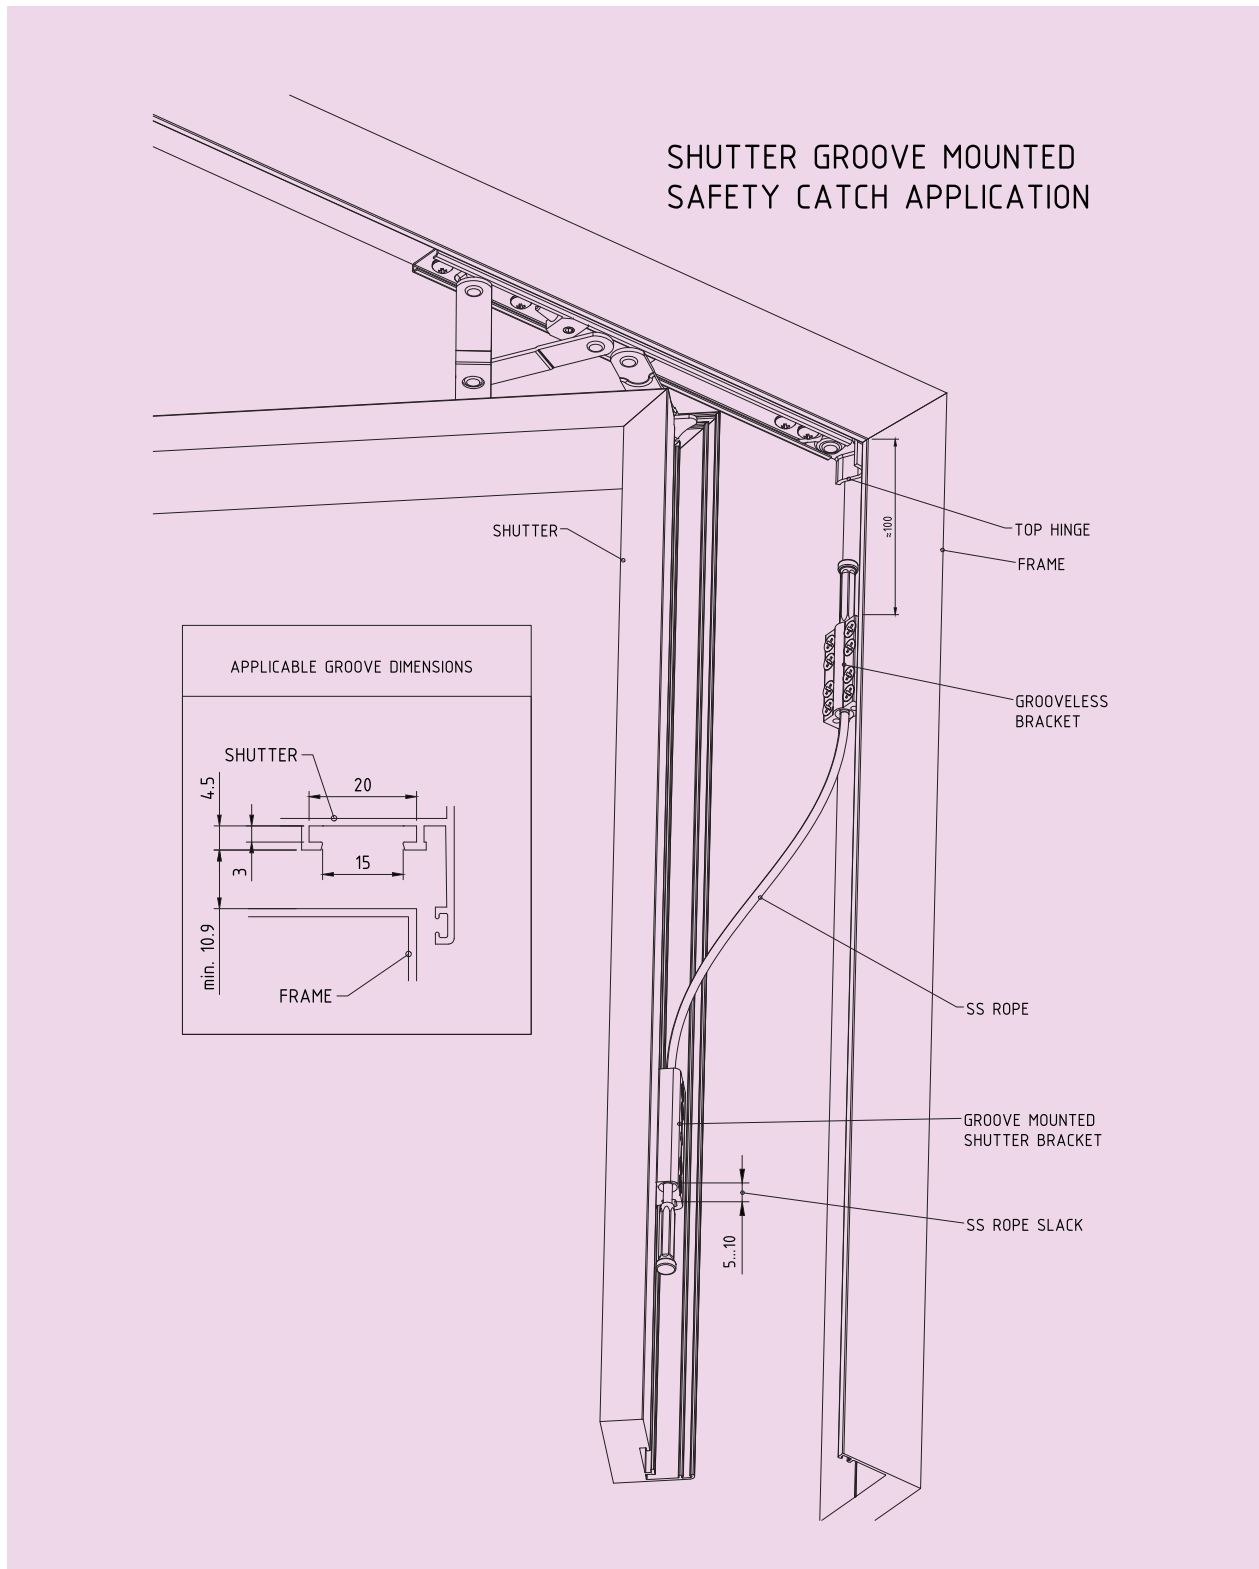 SHUTTER GROOVE MOUNTED
SAFETY CATCH APPLICATION
SHUTTER
≈100
TOP HINGE
FRAME
APPLICABLE GROOVE DIMENSIONS
GROOVELESS
BRACKET
SHUTTER
4.5
20
3
15
min. 10.9
FRAME
SS ROPE
GROOVE MOUNTED
SHUTTER BRACKET
SS ROPE SLACK
5...10